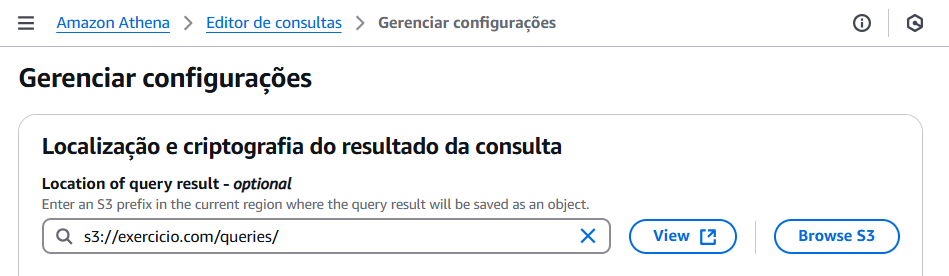 Amazon Athena > Editor de consultas > Gerenciar configurações
Gerenciar configurações
Localização e criptografia do resultado da consulta
Location of query result - optional
Enter an S3 prefix in the current region where the query result will be saved as an object.
s3://exercicio.com/queries/ View Browse S3